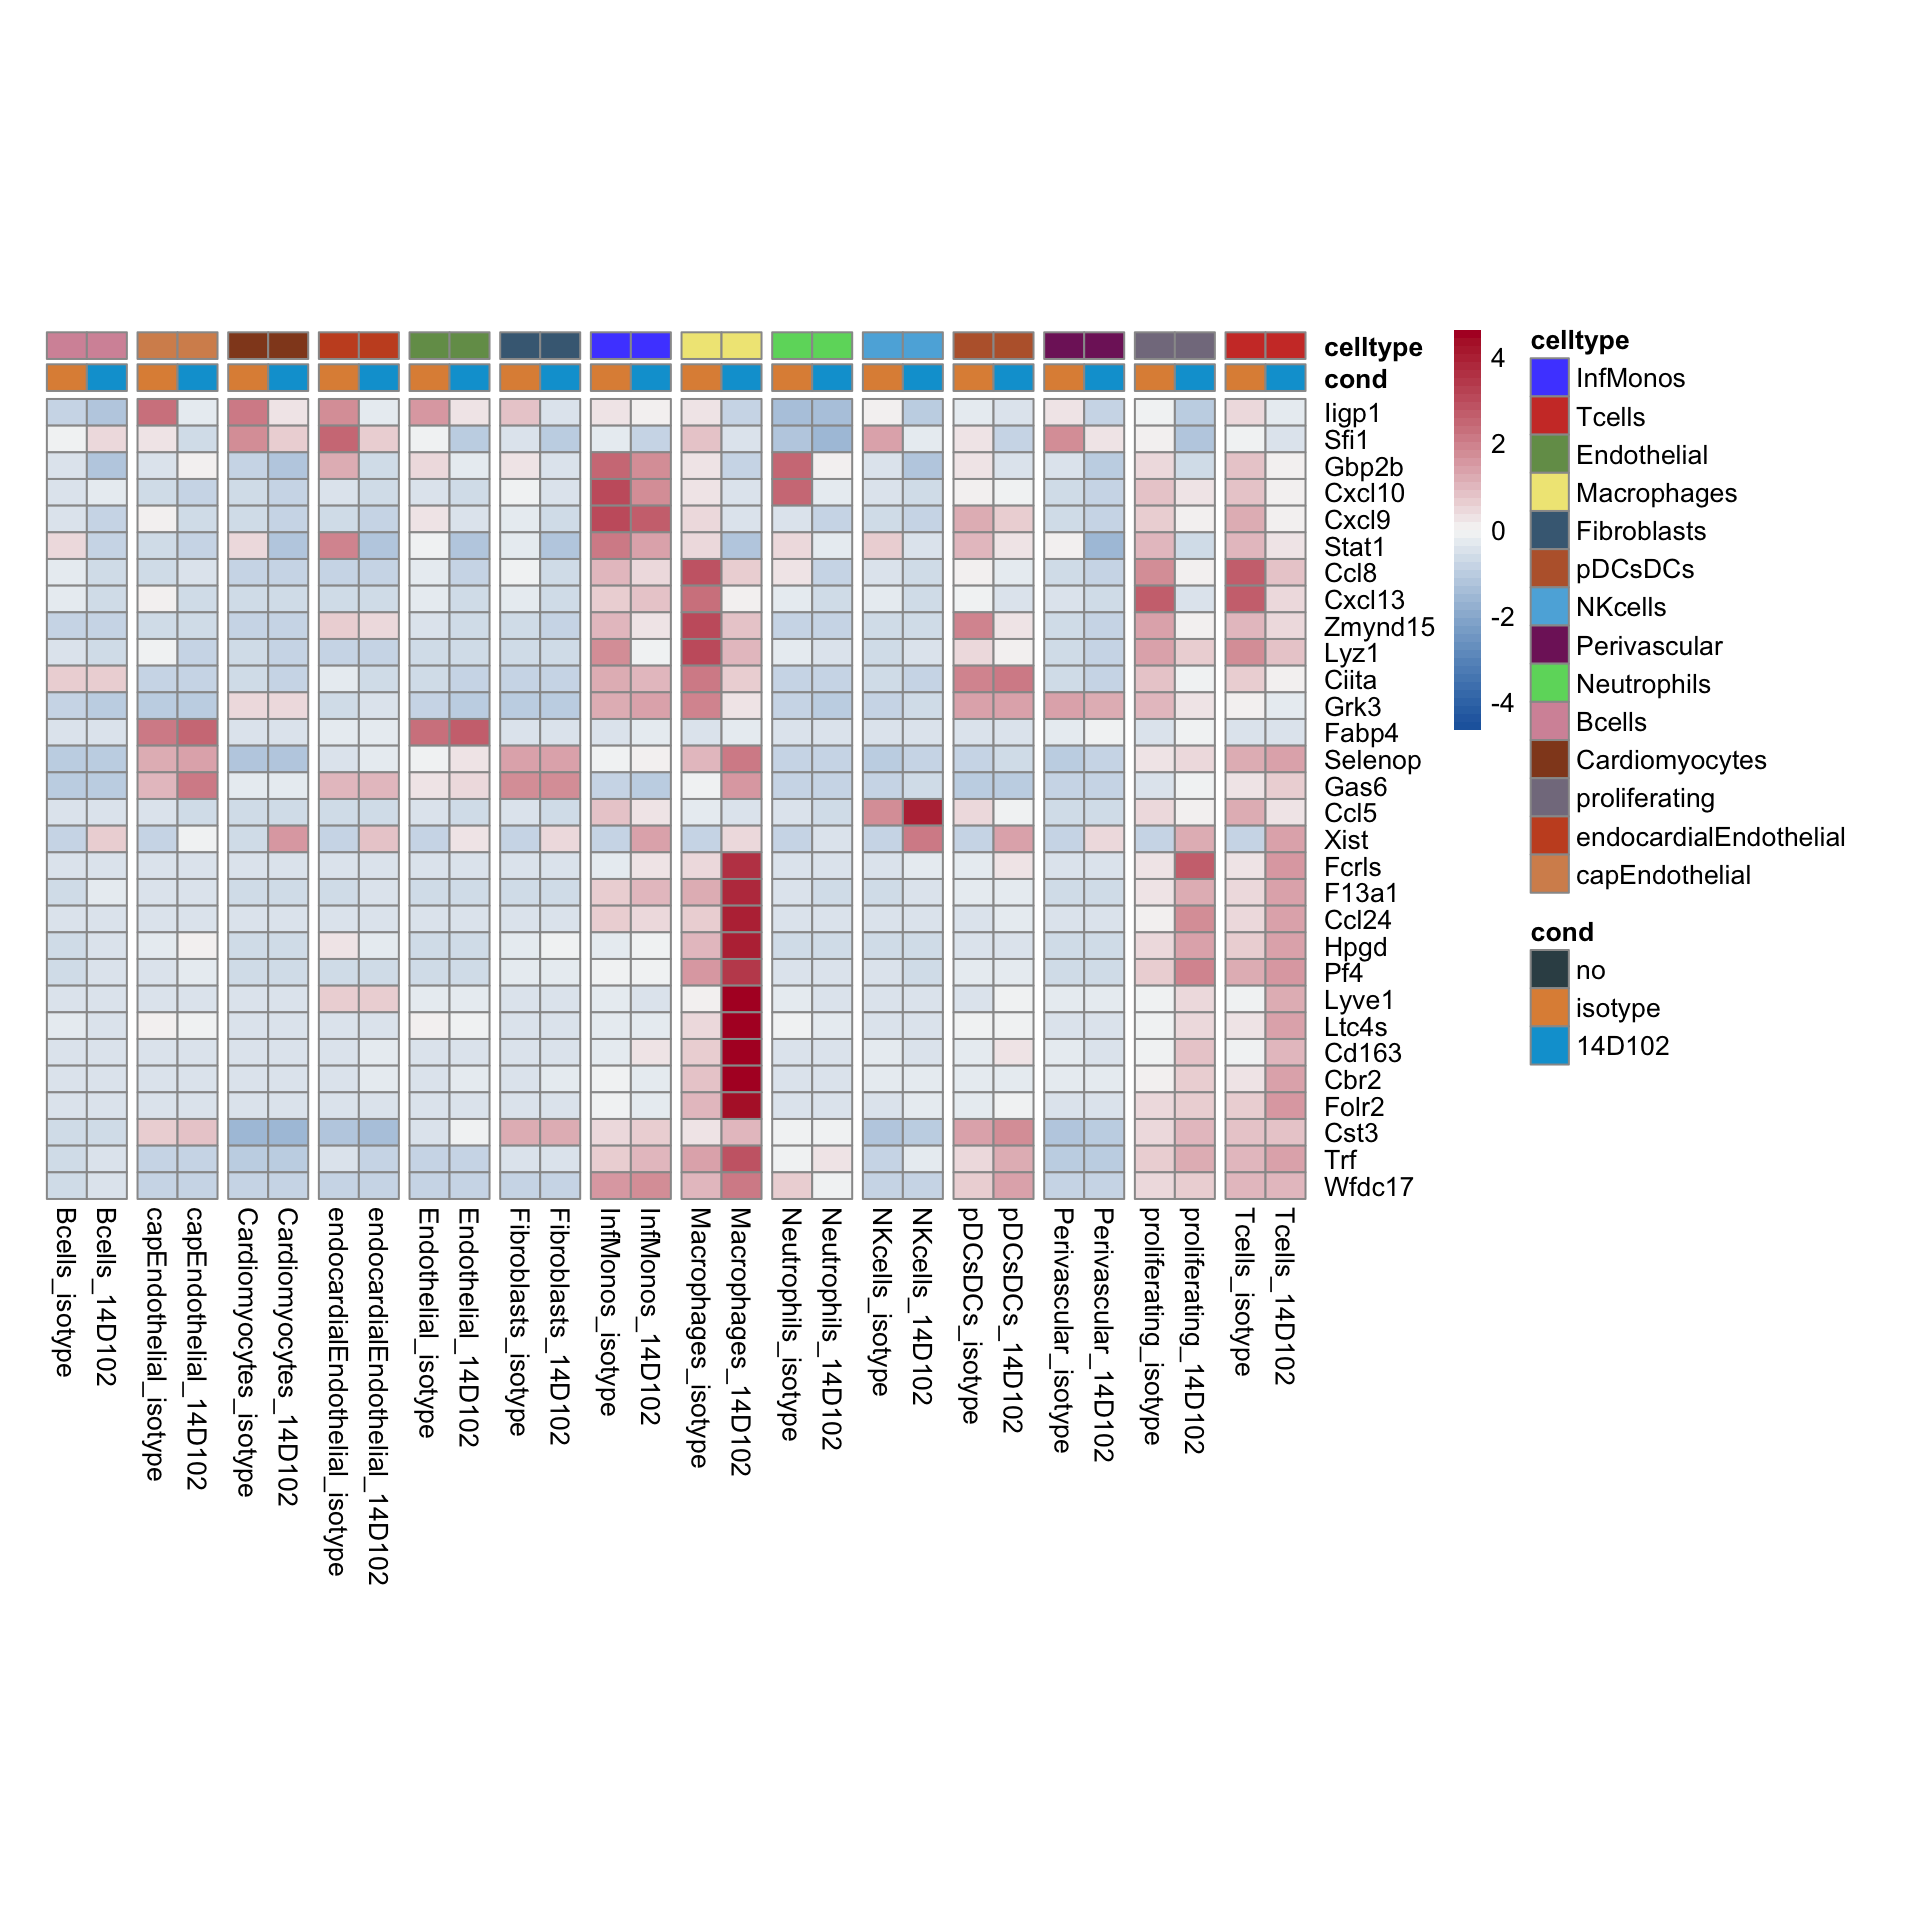 celltype
cond
Iigp1
Sfi1
Gbp2b
Cxcl10
Cxcl9
Stat1
Ccl8
Cxcl13
Zmynd15
Lyz1
Ciita
Grk3
Fabp4
Selenop
Gas6
Ccl5
Xist
Fcrls
F13a1
Ccl24
Hpgd
Pf4
Lyve1
Ltc4s
Cd163
Cbr2
Folr2
Cst3
Trf
Wfdc17
Bcells_isotype
Bcells_14D102
capEndothelial_isotype
capEndothelial_14D102
Cardiomyocytes_isotype
Cardiomyocytes_14D102
endocardialEndothelial_isotype
endocardialEndothelial_14D102
Endothelial_isotype
Endothelial_14D102
Fibroblasts_isotype
Fibroblasts_14D102
InfMonos_isotype
InfMonos_14D102
Macrophages_isotype
Macrophages_14D102
Neutrophils_isotype
Neutrophils_14D102
NKcells_isotype
NKcells_14D102
pDCsDCs_isotype
pDCsDCs_14D102
Perivascular_isotype
Perivascular_14D102
proliferating_isotype
proliferating_14D102
Tcells_isotype
Tcells_14D102
4
2
0
-2
-4
celltype
InfMonos
Tcells
Endothelial
Macrophages
Fibroblasts
pDCsDCs
NKcells
Perivascular
Neutrophils
Bcells
Cardiomyocytes
proliferating
endocardialEndothelial
capEndothelial
cond
no
isotype
14D102